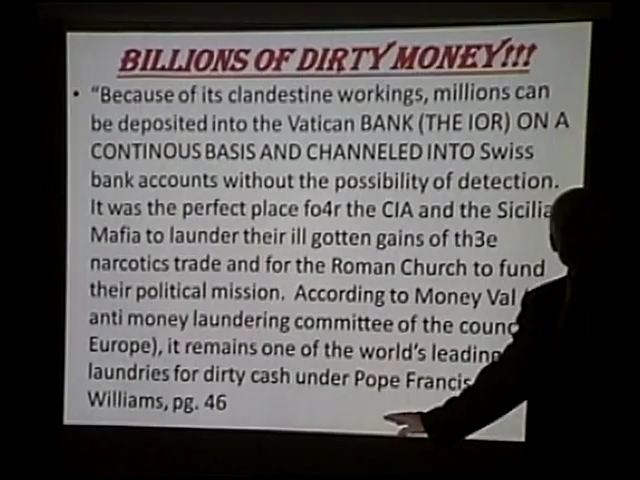 BILLIONS OF DIRTY MONEY!!!
• "Because of its clandestine workings, millions can
be deposited into the Vatican BANK (THE IOR) ON A
CONTINOUS BASIS AND CHANNELED INTO Swiss
bank accounts without the possibility of detection.
It was the perfect place fo4r the CIA and the Sicilia
Mafia to launder their ill gotten gains of th3e
narcotics trade and for the Roman Church to fund
their political mission. According to Money Val
anti money laundering committee of the counc
Europe), it remains one of the world's leading
laundries for dirty cash under Pope Francis
Williams, pg. 46